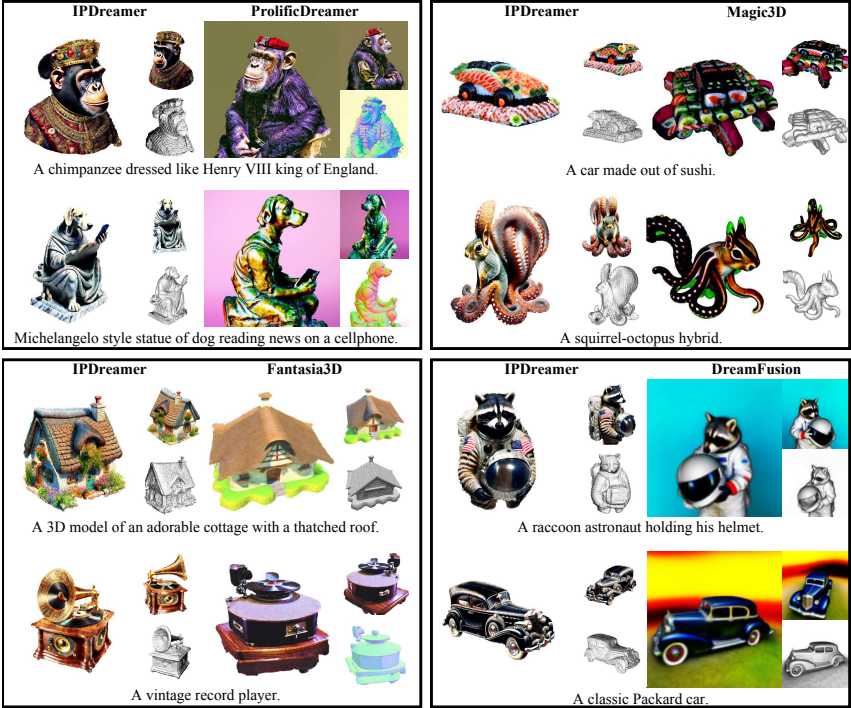 IPDreamer
ProlificDreamer
A chimpanzee dressed like Henry VIII king of England.
Michelangelo style statue of dog reading news on a cellphone.
IPDreamer
Magic3D
A car made out of sushi.
A squirrel-octopus hybrid.
IPDreamer
Fantasia3D
A 3D model of an adorable cottage with a thatched roof.
A vintage record player.
IPDreamer
DreamFusion
A raccoon astronaut holding his helmet.
A classic Packard car.